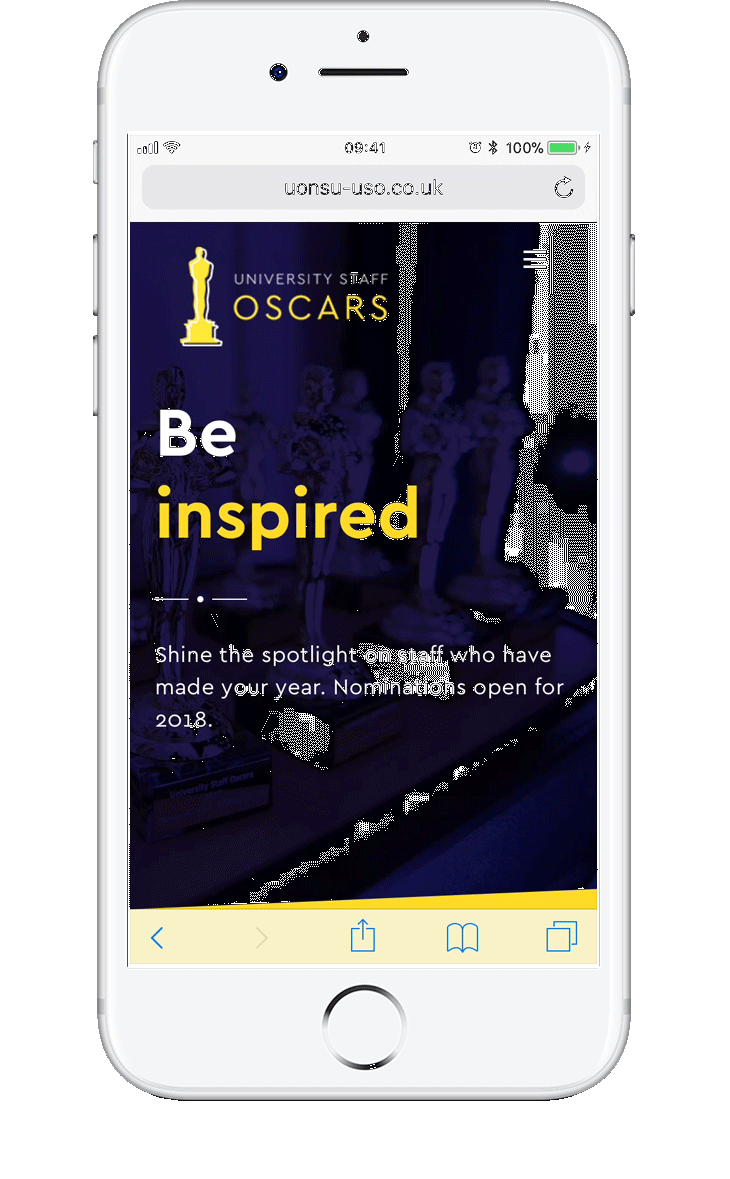 09:41
100%
uonsu-uso.co.uk
UNIVERSITY STAFF
OSCARS
Be
inspired
Shine the spotlight on staff who have
made your year. Nominations open for
2018.
University Staff Oscars